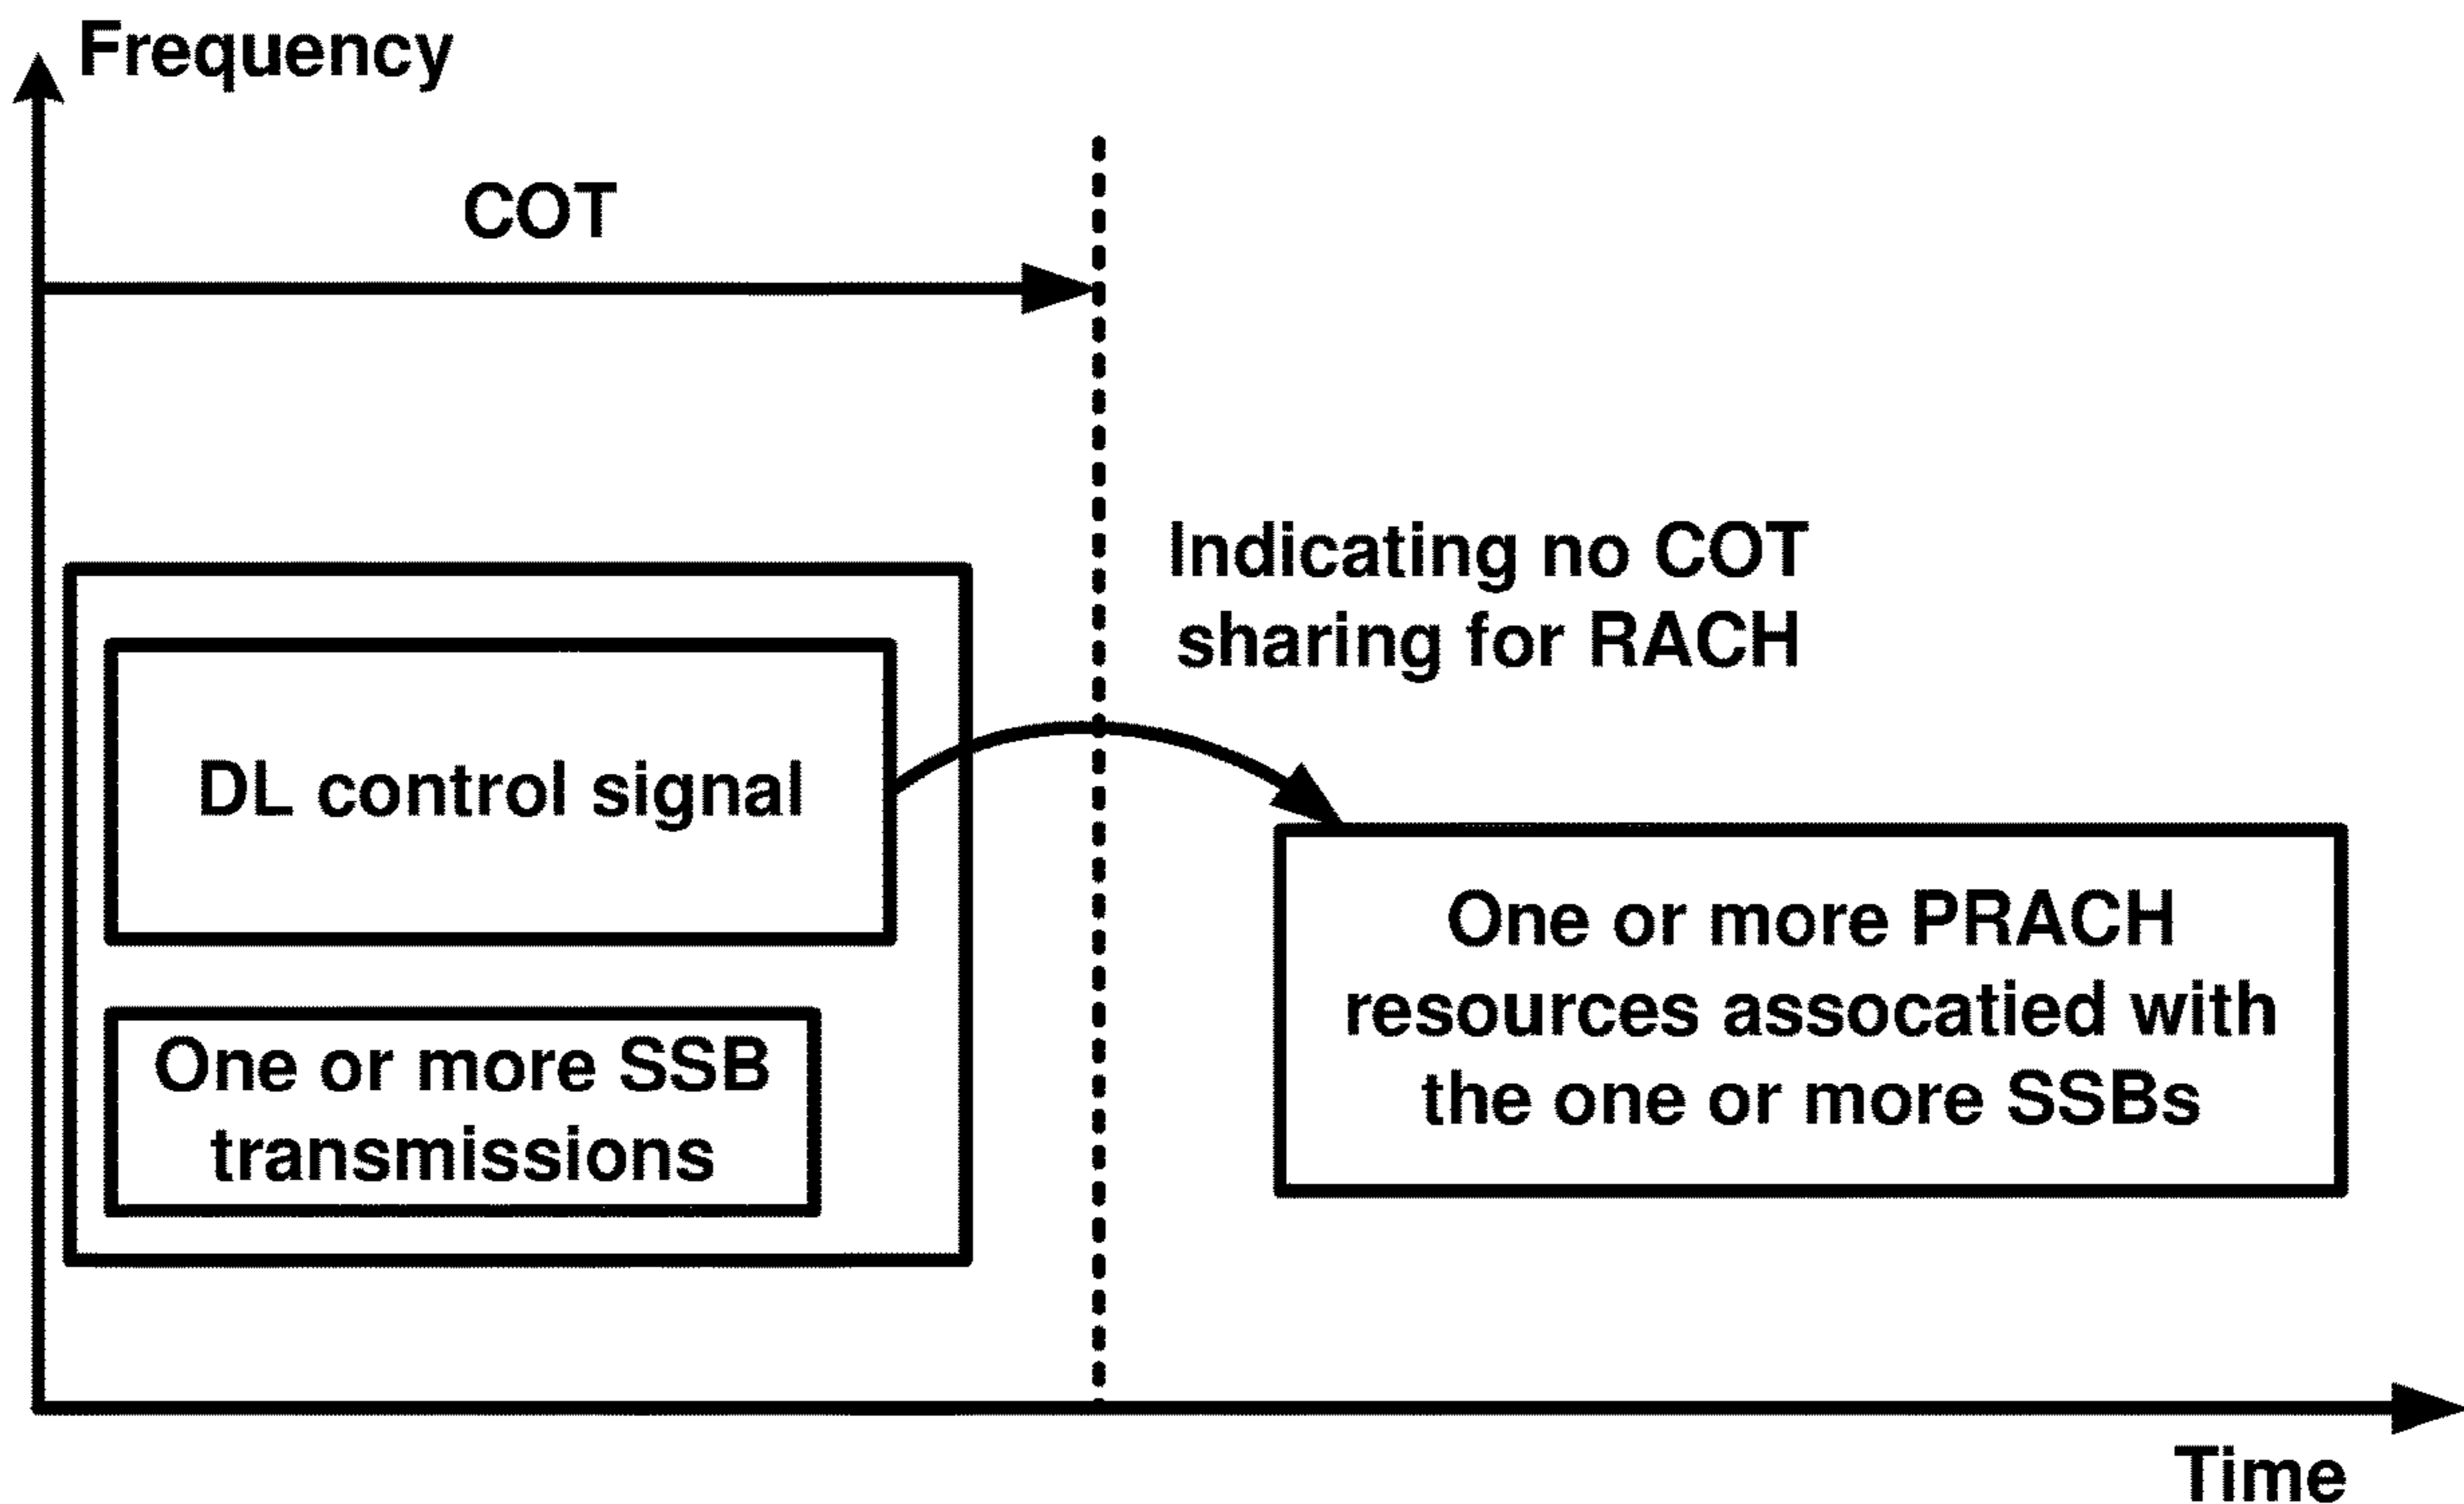 Frequency
COT
Indicating no COT
sharing for RACH
DL control signal
One or more SSB
transmissions
One or more PRACH
resources assocatied with
the one or more SSBs
Time